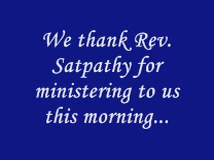 We thank Rev.
Satpathy for
ministering to us
this morning...